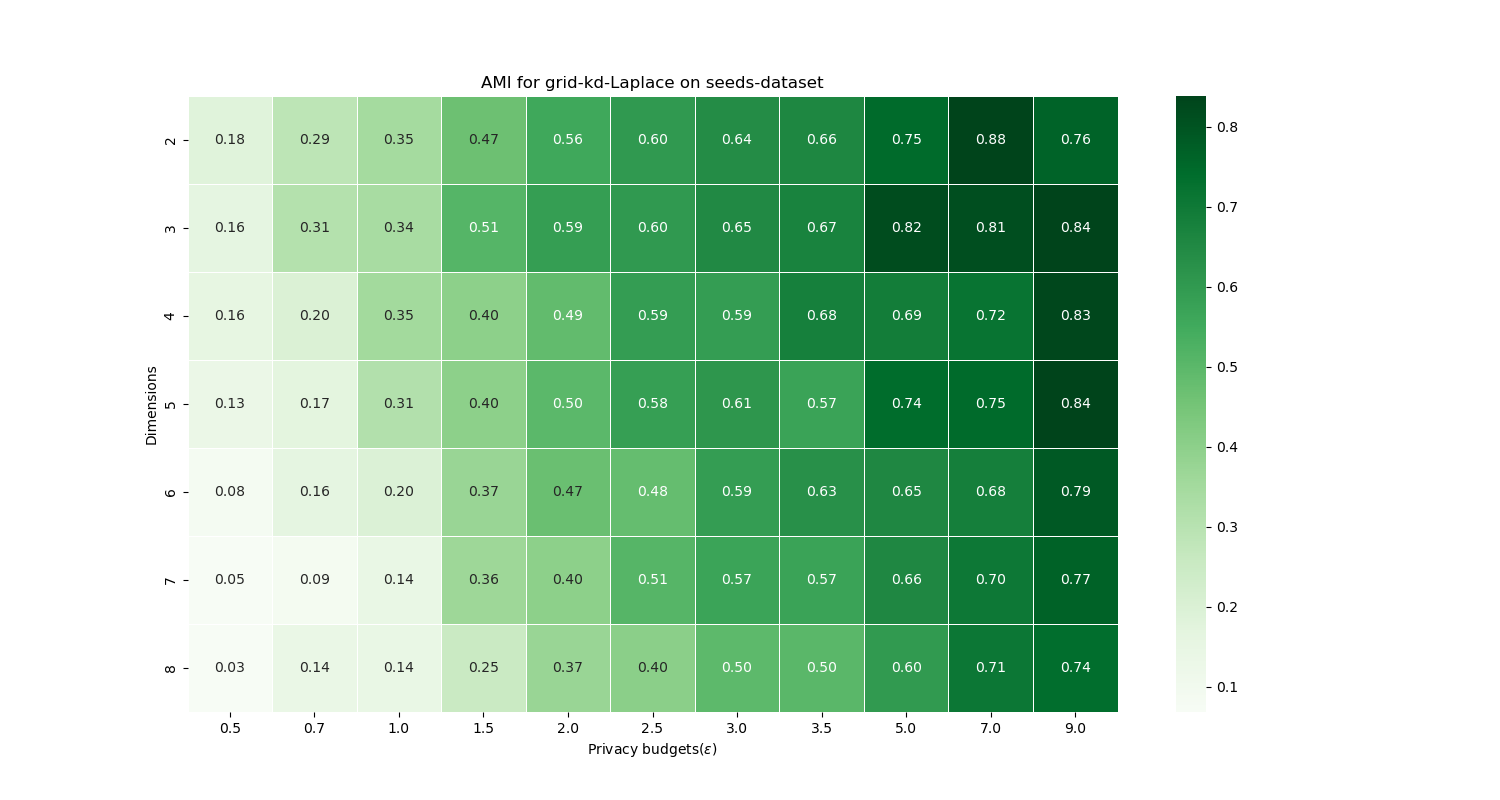 AMI for grid-kd-Laplace on seeds-dataset
2 0.18 0.29 0.35 0.47 0.56 0.60 0.64 0.66 0.75 0.88 0.76
3 0.16 0.31 0.34 0.51 0.59 0.60 0.65 0.67 0.82 0.81 0.84
4 0.16 0.20 0.35 0.40 0.49 0.59 0.59 0.68 0.69 0.72 0.83
5 0.13 0.17 0.31 0.40 0.50 0.58 0.61 0.57 0.74 0.75 0.84
6 0.08 0.16 0.20 0.37 0.47 0.48 0.59 0.63 0.65 0.68 0.79
7 0.05 0.09 0.14 0.36 0.40 0.51 0.57 0.57 0.66 0.70 0.77
8 0.03 0.14 0.14 0.25 0.37 0.40 0.50 0.50 0.60 0.71 0.74
0.5 0.7 1.0 1.5 2.0 2.5 3.0 3.5 5.0 7.0 9.0
Privacy budgets(ε)
Dimensions
0.8
0.7
0.6
0.5
0.4
0.3
0.2
0.1